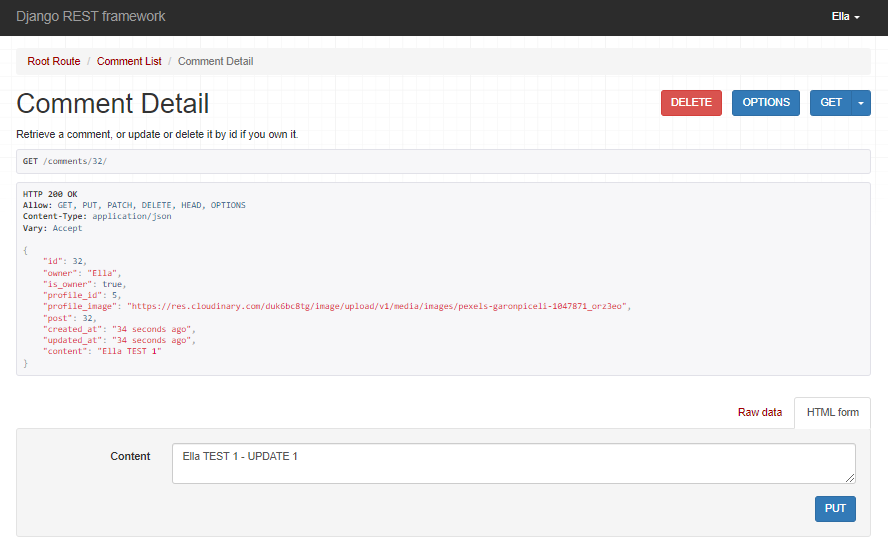 Django REST framework
Ella
Root Route / Comment List / Comment Detail
Comment Detail
DELETE
OPTIONS
GET
Retrieve a comment, or update or delete it by id if you own it.
GET /comments/32/
HTTP 200 OK
Allow: GET, PUT, PATCH, DELETE, HEAD, OPTIONS
Content-Type: application/json
Vary: Accept
{
    "id": 32,
    "owner": "Ella",
    "is_owner": true,
    "profile_id": 5,
    "profile_image": "https://res.cloudinary.com/duk6bc8tg/image/upload/v1/media/images/pexels-garonpiceli-1047871_orz3eo",
    "post": 32,
    "created_at": "34 seconds ago",
    "updated_at": "34 seconds ago",
    "content": "Ella TEST 1"
}
Raw data
HTML form
Content
Ella TEST 1 - UPDATE 1
PUT